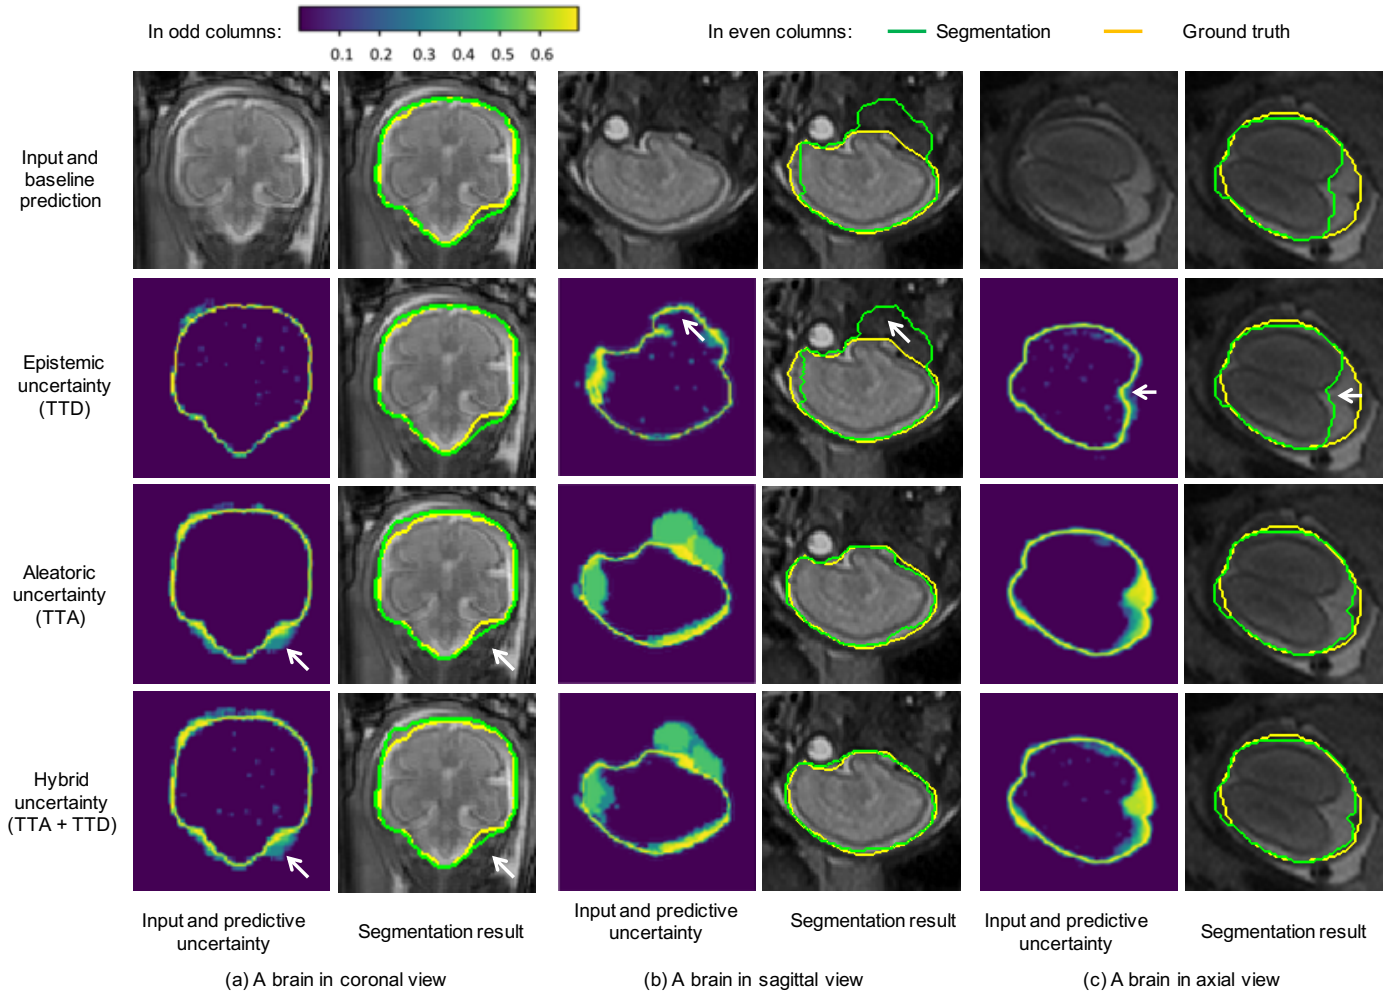 In odd columns:
0.1 0.2 0.3 0.4 0.5 0.6
In even columns:
Segmentation
Ground truth
Input and
baseline
prediction
Epistemic
uncertainty
(TTD)
Aleatoric
uncertainty
(TTA)
Hybrid
uncertainty
(TTA + TTD)
Input and predictive
uncertainty
Segmentation result
Input and predictive
uncertainty
Segmentation result
Input and predictive
uncertainty
Segmentation result
(a) A brain in coronal view
(b) A brain in sagittal view
(c) A brain in axial view